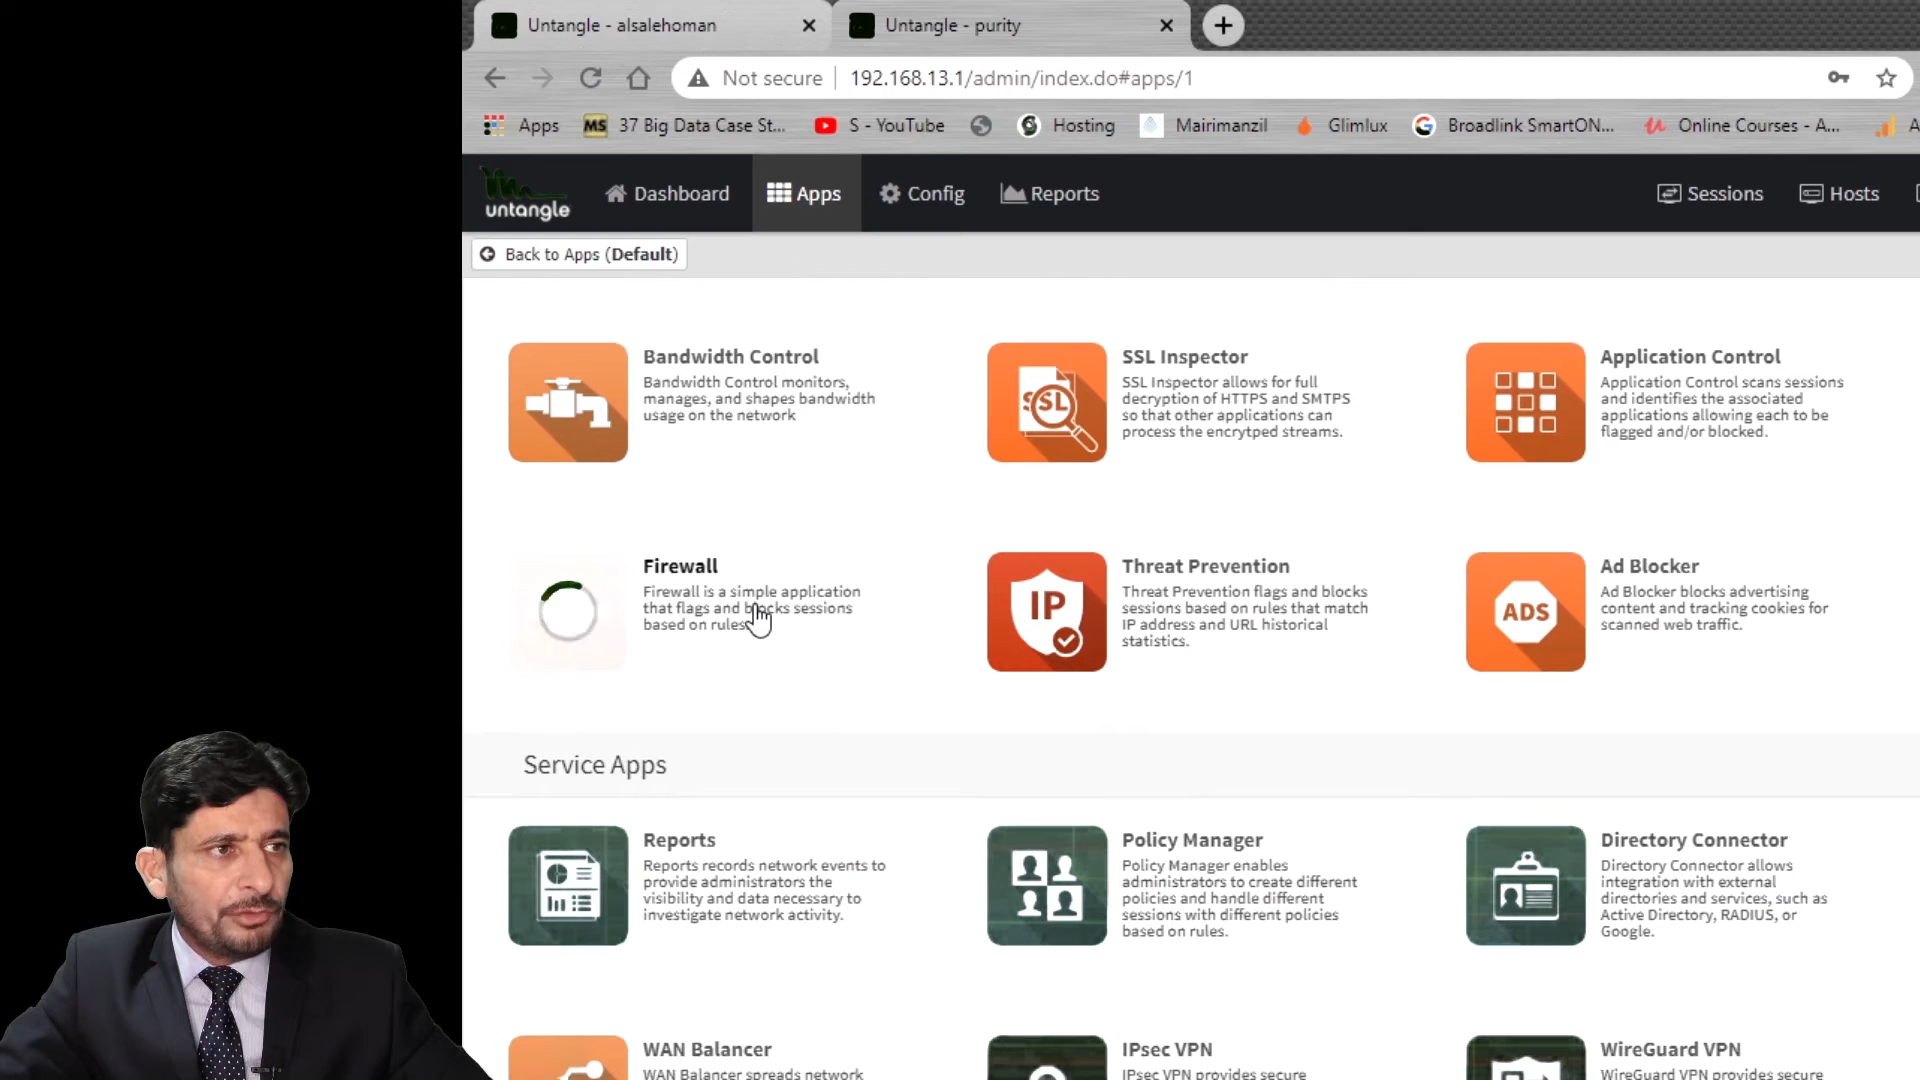 Untangle - alsalehoman
Untangle - purity
Not secure
192.168.13.1/admin/index.do#apps/1
Apps
MS
37 Big Data Case St...
S - YouTube
Hosting
Mairimanzil
Glimlux
Broadlink SmartON...
Online Courses - A...
A
untangle
Dashboard
Apps
Config
Reports
Sessions
Hosts
Back to Apps (Default)
Bandwidth Control
Bandwidth Control monitors,
manages, and shapes bandwidth
usage on the network
SSL
SSL Inspector
SSL Inspector allows for full
decryption of HTTPS and SMTPS
so that other applications can
process the encrytped streams.
Application Control
Application Control scans sessions
and identifies the associated
applications allowing each to be
flagged and/or blocked.
Firewall
Firewall is a simple application
that flags and blocks sessions
based on rules.
IP
Threat Prevention
Threat Prevention flags and blocks
sessions based on rules that match
IP address and URL historical
statistics.
ADS
Ad Blocker
Ad Blocker blocks advertising
content and tracking cookies for
scanned web traffic.
Service Apps
Reports
Reports records network events to
provide administrators the
visibility and data necessary to
investigate network activity.
Policy Manager
Policy Manager enables
administrators to create different
policies and handle different
sessions with different policies
based on rules.
Directory Connector
Directory Connector allows
integration with external
directories and services, such as
Active Directory, RADIUS, or
Google.
WAN Balancer
WAN Balancer spreads network
IPsec VPN
IPsec VPN provides secure
WireGuard VPN
WireGuard VPN provides secure